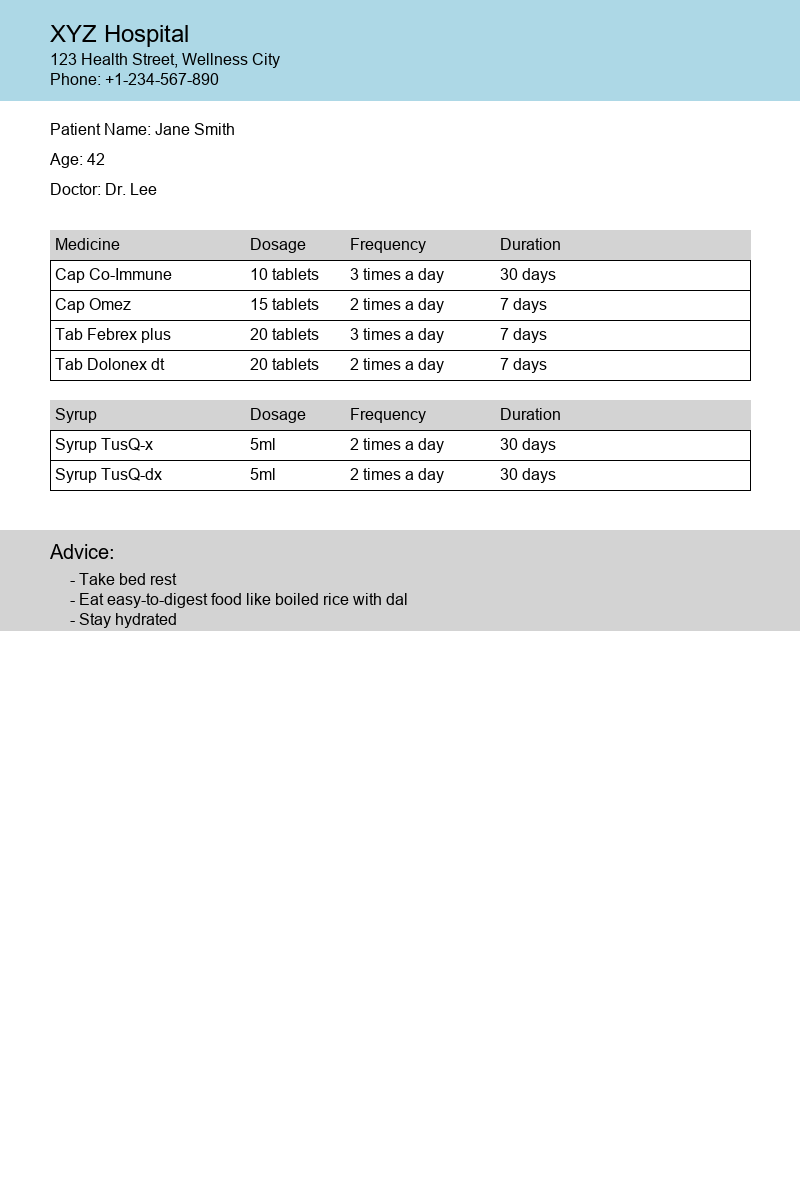 XYZ Hospital
123 Health Street, Wellness City
Phone: +1-234-567-890
Patient Name: Jane Smith
Age: 42
Doctor: Dr. Lee
Medicine Dosage Frequency Duration
Cap Co-Immune 10 tablets 3 times a day 30 days
Cap Omez 15 tablets 2 times a day 7 days
Tab Febrex plus 20 tablets 3 times a day 7 days
Tab Dolonex dt 20 tablets 2 times a day 7 days
Syrup Dosage Frequency Duration
Syrup TusQ-x 5ml 2 times a day 30 days
Syrup TusQ-dx 5ml 2 times a day 30 days
Advice:
- Take bed rest
- Eat easy-to-digest food like boiled rice with dal
- Stay hydrated